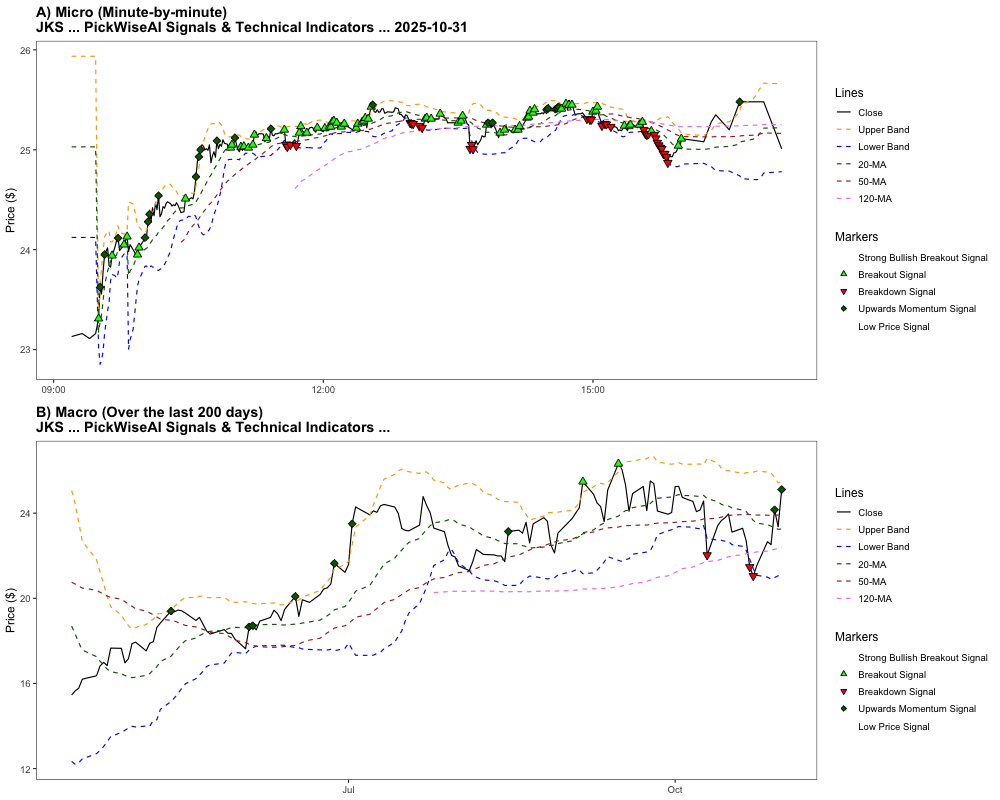 A) Micro (Minute-by-minute)
JKS ... PickWiseAI Signals & Technical Indicators ... 2025-10-31
26
25
24
23
Price ($)
09:00
12:00
15:00
Lines
Close
Upper Band
Lower Band
20-MA
50-MA
120-MA
Markers
Strong Bullish Breakout Signal
Breakout Signal
Breakdown Signal
Upwards Momentum Signal
Low Price Signal
B) Macro (Over the last 200 days)
JKS ... PickWiseAI Signals & Technical Indicators ...
24
20
16
12
Price ($)
Jul
Oct
Lines
Close
Upper Band
Lower Band
20-MA
50-MA
120-MA
Markers
Strong Bullish Breakout Signal
Breakout Signal
Breakdown Signal
Upwards Momentum Signal
Low Price Signal